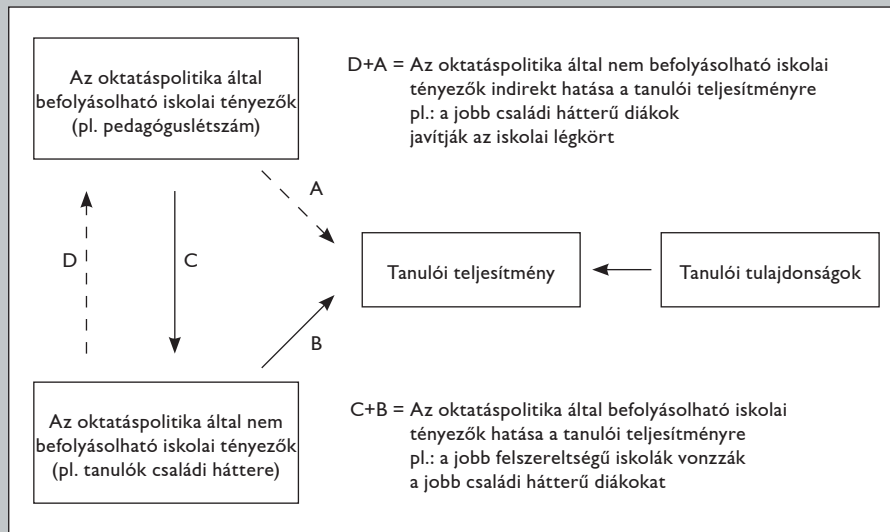 Az oktatáspolitika által
befolyásolható iskolai tényezők
(pl. pedagóguslétszám)
D+A = Az oktatáspolitika által nem befolyásolható iskolai
tényezők indirekt hatása a tanulói teljesítményre
pl.: a jobb családi hátterű diákok
javítják az iskolai légkört
A
D
C
Tanulói teljesítmény
Tanulói tulajdonságok
B
Az oktatáspolitika által nem
befolyásolható iskolai tényezők
(pl. tanulók családi háttere)
C+B = Az oktatáspolitika által befolyásolható iskolai
tényezők hatása a tanulói teljesítményre
pl.: a jobb felszereltségű iskolák vonzzák
a jobb családi hátterű diákokat